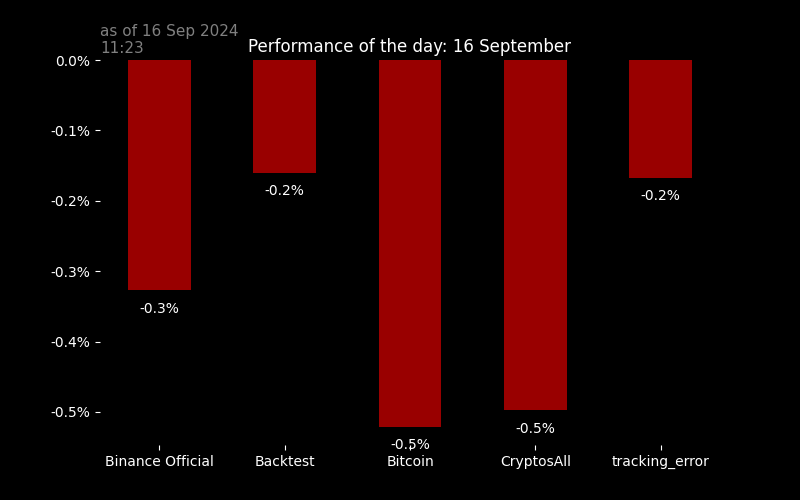 as of 16 Sep 2024
11:23
Performance of the day: 16 September
0.0%
-0.1%
-0.2%
-0.3%
-0.4%
-0.5%
-0.3%
-0.2%
-0.5%
-0.5%
-0.2%
Binance Official
Backtest
Bitcoin
CryptosAll
tracking_error